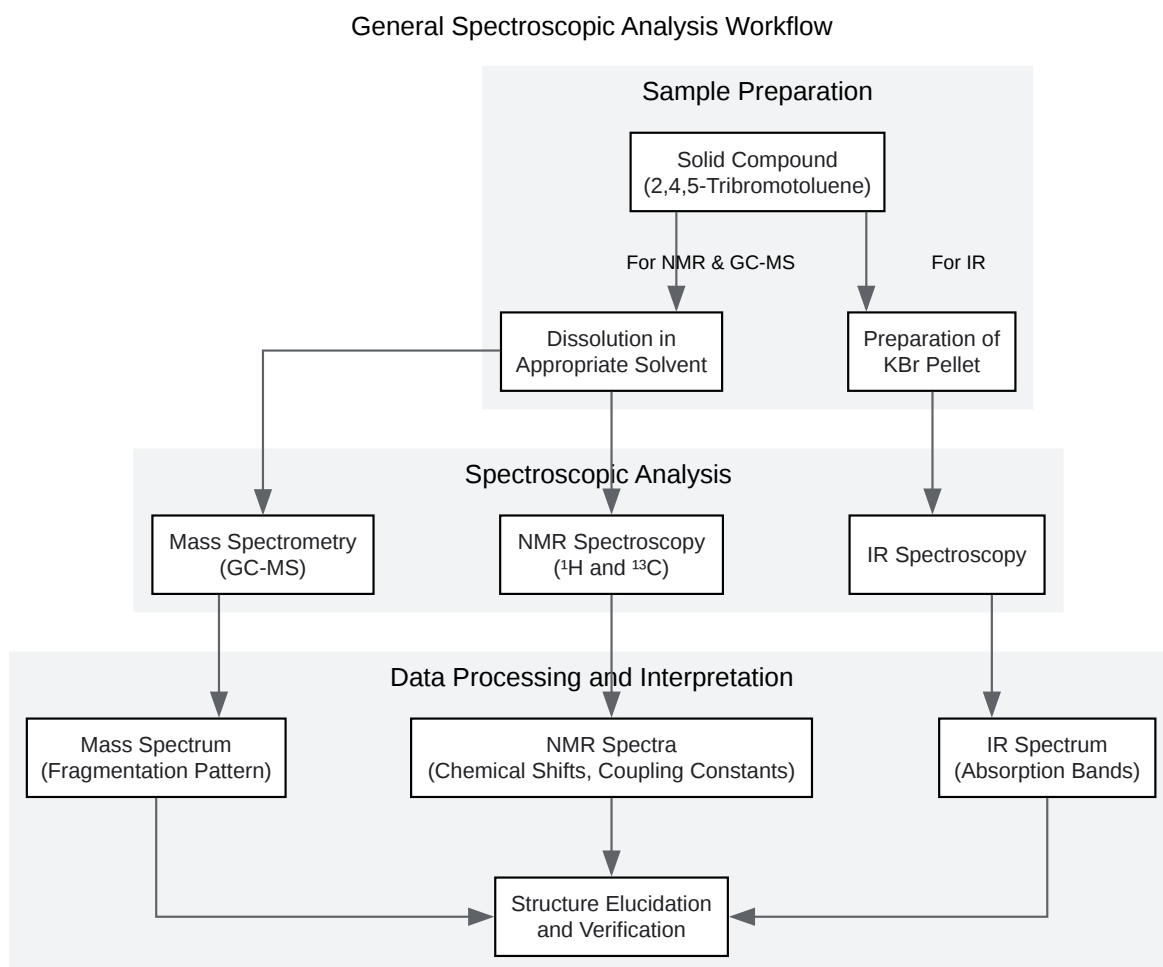 General Spectroscopic Analysis Workflow
Sample Preparation
Solid Compound
(2,4,5-Tribromotoluene)
For NMR & GC-MS
For IR
Dissolution in
Appropriate Solvent
Preparation of
KBr Pellet
Spectroscopic Analysis
Mass Spectrometry
(GC-MS)
NMR Spectroscopy
(¹H and ¹³C)
IR Spectroscopy
Data Processing and Interpretation
Mass Spectrum
(Fragmentation Pattern)
NMR Spectra
(Chemical Shifts, Coupling Constants)
IR Spectrum
(Absorption Bands)
Structure Elucidation
and Verification